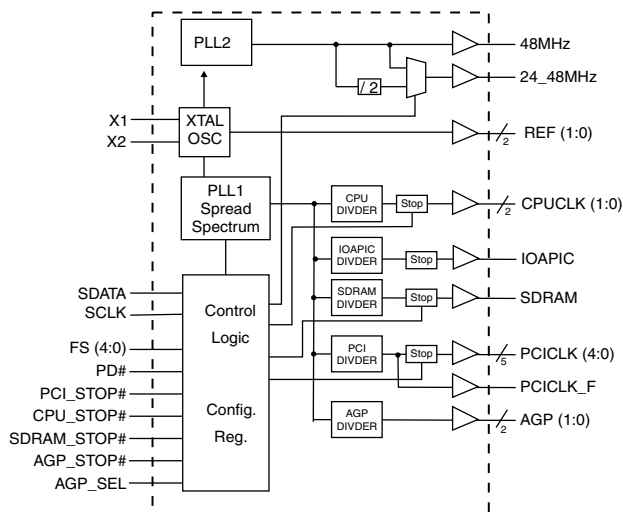 PLL2
48MHz
/ 2
24_48MHz
X1
X2
XTAL
OSC
2
REF (1:0)
PLL1
Spread
Spectrum
CPU
DIVDER
Stop
2
CPUCLK (1:0)
IOAPIC
DIVDER
Stop
IOAPIC
SDRAM
DIVDER
Stop
SDRAM
SDATA
SCLK
FS (4:0)
PD#
PCI_STOP#
CPU_STOP#
SDRAM_STOP#
AGP_STOP#
AGP_SEL
Control
Logic
Config.
Reg.
PCI
DIVDER
Stop
5
PCICLK (4:0)
PCICLK_F
AGP
DIVDER
2
AGP (1:0)